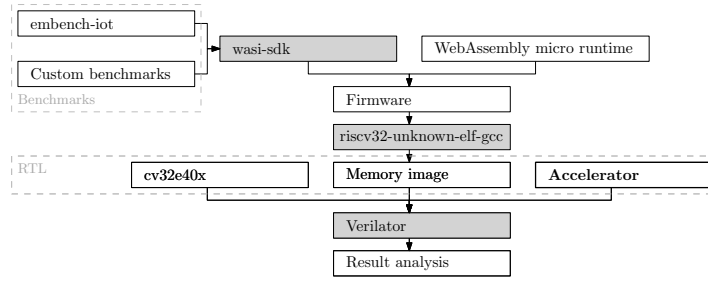 embench-iot
wasi-sdk
WebAssembly micro runtime
Custom benchmarks
Benchmarks
Firmware
riscv32-unknown-elf-gcc
RTL
cv32e40x
Memory image
Accelerator
Verilator
Result analysis